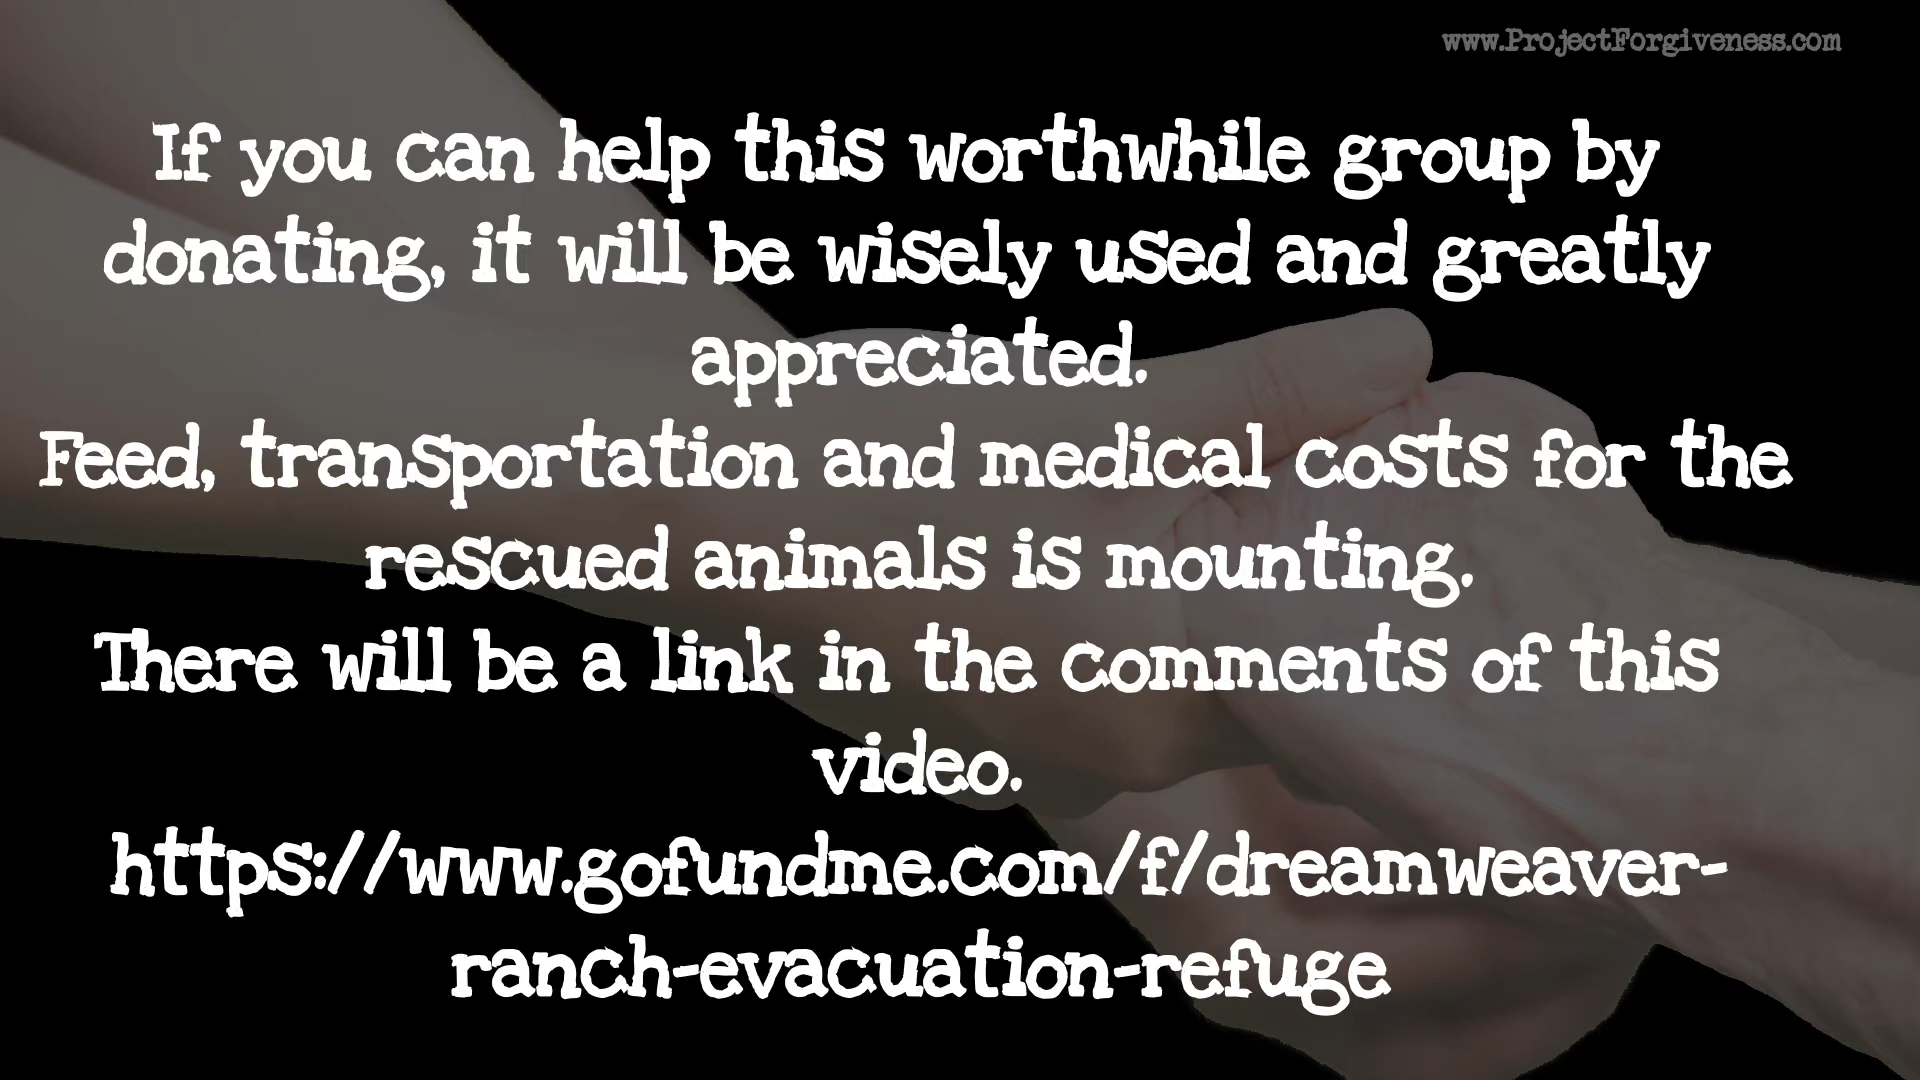 www.ProjectForgiveness.com
If you can help this worthwhile group by
donating, it will be wisely used and greatly
appreciated.
Feed, transportation and medical costs for the
rescued animals is mounting.
There will be a link in the comments of this
video.
https://www.gofundme.com/f/dreamweaver-
ranch-evacuation-refuge